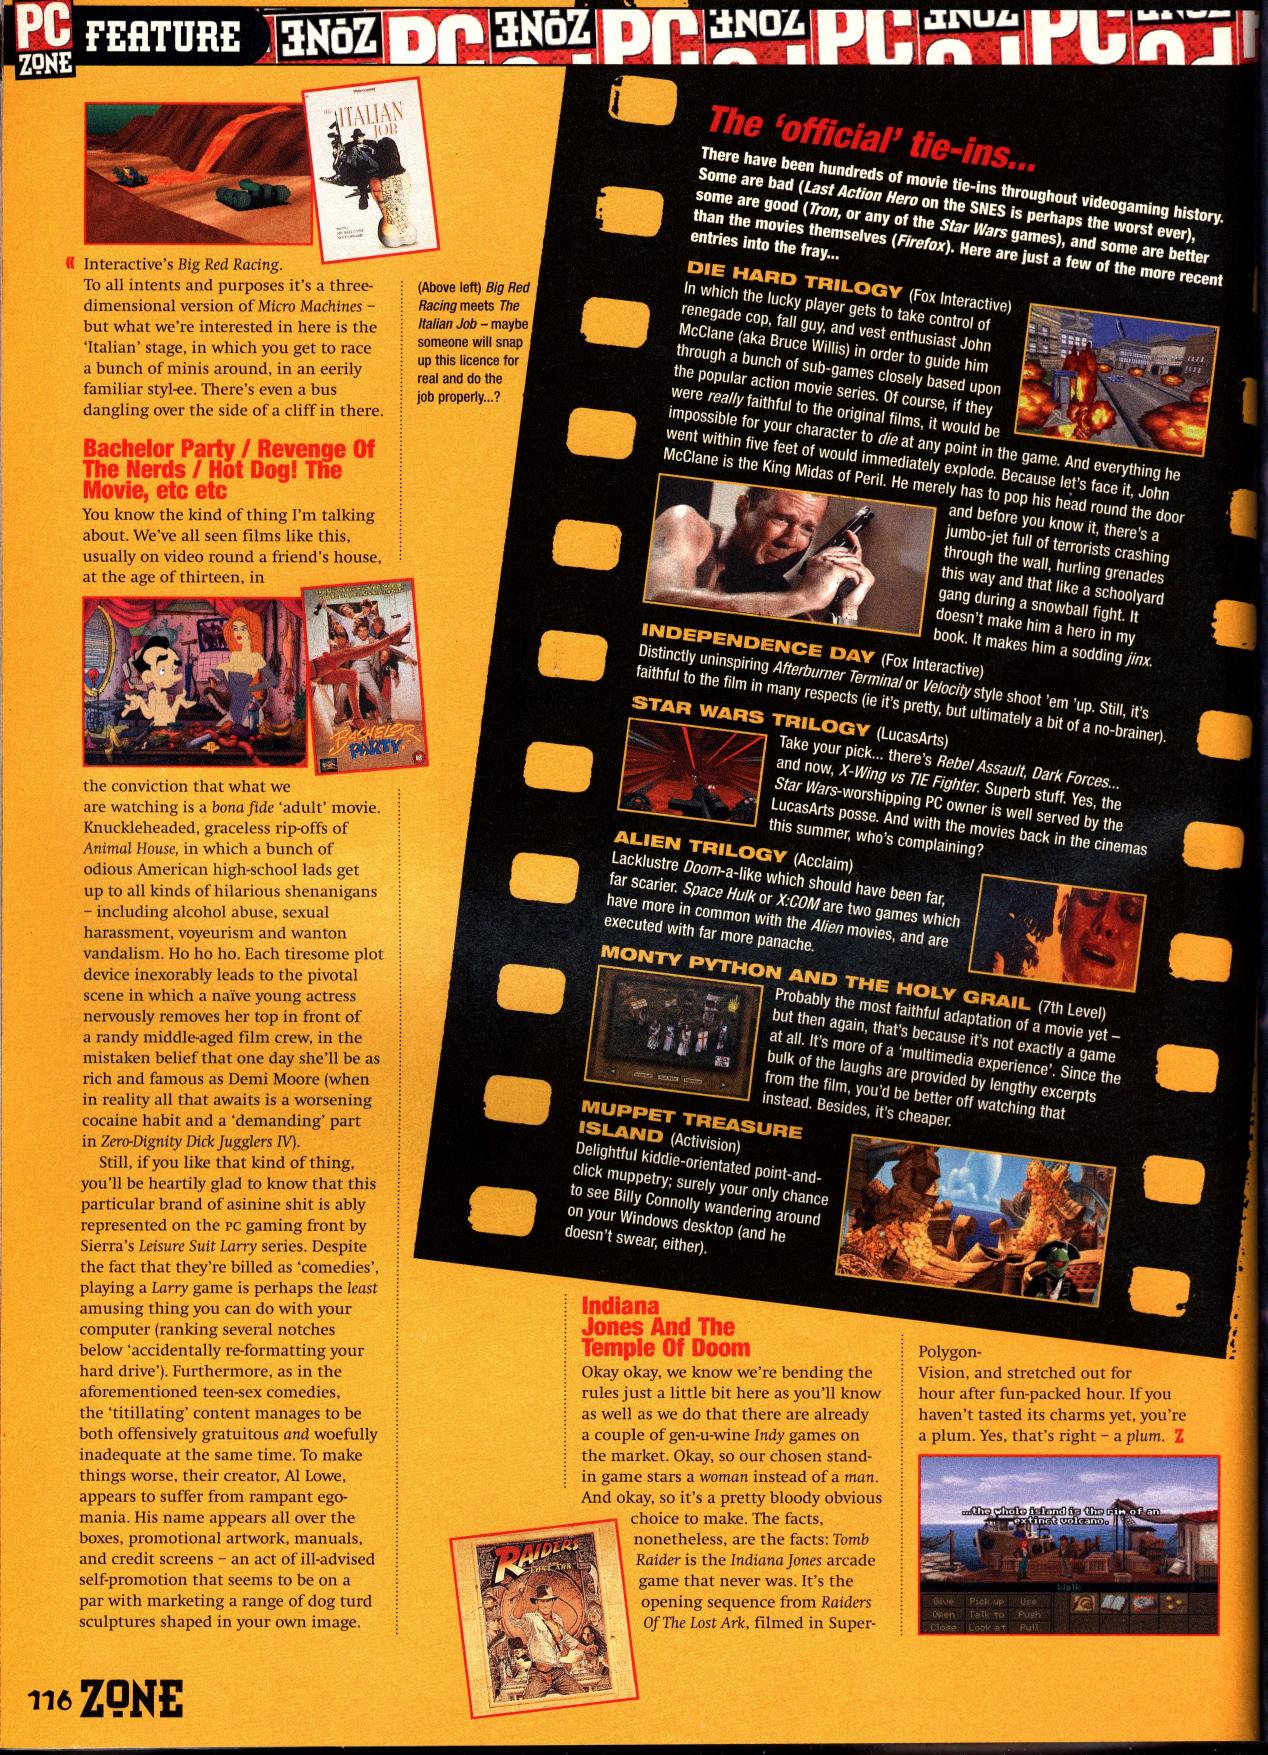 PC
ZONE
FEATURE
ZONE
PC
ZONE
PC
ZONE
PC
ZONE
PC
THE
ITALIAN
JOB
« Interactive's Big Red Racing.
To all intents and purposes it's a three-
dimensional version of Micro Machines –
but what we're interested in here is the
'Italian' stage, in which you get to race
a bunch of minis around, in an eerily
familiar styl-ee. There's even a bus
dangling over the side of a cliff in there.
(Above left) Big Red
Racing meets The
Italian Job – maybe
someone will snap
up this licence for
real and do the
job properly...?
Bachelor Party / Revenge Of
The Nerds / Hot Dog! The
Movie, etc etc
You know the kind of thing I'm talking
about. We've all seen films like this,
usually on video round a friend's house,
at the age of thirteen, in
BACHELOR
PARTY
18
the conviction that what we
are watching is a bona fide 'adult' movie.
Knuckleheaded, graceless rip-offs of
Animal House, in which a bunch of
odious American high-school lads get
up to all kinds of hilarious shenanigans
– including alcohol abuse, sexual
harassment, voyeurism and wanton
vandalism. Ho ho ho. Each tiresome plot
device inexorably leads to the pivotal
scene in which a naïve young actress
nervously removes her top in front of
a randy middle-aged film crew, in the
mistaken belief that one day she'll be as
rich and famous as Demi Moore (when
in reality all that awaits is a worsening
cocaine habit and a 'demanding' part
in Zero-Dignity Dick Jugglers IV).
Still, if you like that kind of thing,
you'll be heartily glad to know that this
particular brand of asinine shit is ably
represented on the PC gaming front by
Sierra's Leisure Suit Larry series. Despite
the fact that they're billed as 'comedies',
playing a Larry game is perhaps the least
amusing thing you can do with your
computer (ranking several notches
below 'accidentally re-formatting your
hard drive'). Furthermore, as in the
aforementioned teen-sex comedies,
the 'titillating' content manages to be
both offensively gratuitous and woefully
inadequate at the same time. To make
things worse, their creator, Al Lowe,
appears to suffer from rampant ego-
mania. His name appears all over the
boxes, promotional artwork, manuals,
and credit screens – an act of ill-advised
self-promotion that seems to be on a
par with marketing a range of dog turd
sculptures shaped in your own image.
The 'official' tie-ins...
There have been hundreds of movie tie-ins throughout videogaming history.
Some are bad (Last Action Hero on the SNES is perhaps the worst ever),
some are good (Tron, or any of the Star Wars games), and some are better
than the movies themselves (Firefox). Here are just a few of the more recent
entries into the fray...
DIE HARD TRILOGY (Fox Interactive)
In which the lucky player gets to take control of
renegade cop, fall guy, and vest enthusiast John
McClane (aka Bruce Willis) in order to guide him
through a bunch of sub-games closely based upon
the popular action movie series. Of course, if they
were really faithful to the original films, it would be
impossible for your character to die at any point in the game. And everything he
went within five feet of would immediately explode. Because let's face it, John
McClane is the King Midas of Peril. He merely has to pop his head round the door
and before you know it, there's a
jumbo-jet full of terrorists crashing
through the wall, hurling grenades
this way and that like a schoolyard
gang during a snowball fight. It
doesn't make him a hero in my
book. It makes him a sodding jinx.
INDEPENDENCE DAY (Fox Interactive)
Distinctly uninspiring Afterburner Terminal or Velocity style shoot 'em 'up. Still, it's
faithful to the film in many respects (ie it's pretty, but ultimately a bit of a no-brainer).
STAR WARS TRILOGY (LucasArts)
Take your pick... there's Rebel Assault, Dark Forces...
and now, X-Wing vs TIE Fighter. Superb stuff. Yes, the
Star Wars-worshipping PC owner is well served by the
LucasArts posse. And with the movies back in the cinemas
this summer, who's complaining?
ALIEN TRILOGY (Acclaim)
Lacklustre Doom-a-like which should have been far,
far scarier. Space Hulk or X:COM are two games which
have more in common with the Alien movies, and are
executed with far more panache.
MONTY PYTHON AND THE HOLY GRAIL (7th Level)
Probably the most faithful adaptation of a movie yet –
but then again, that's because it's not exactly a game
at all. It's more of a 'multimedia experience'. Since the
bulk of the laughs are provided by lengthy excerpts
from the film, you'd be better off watching that
instead. Besides, it's cheaper.
MUPPET TREASURE
ISLAND (Activision)
Delightful kiddie-orientated point-and-
click muppetry; surely your only chance
to see Billy Connolly wandering around
on your Windows desktop (and he
doesn't swear, either).
Indiana
Jones And The
Temple Of Doom
Okay okay, we know we're bending the
rules just a little bit here as you'll know
as well as we do that there are already
a couple of gen-u-wine Indy games on
the market. Okay, so our chosen stand-
in game stars a woman instead of a man.
And okay, so it's a pretty bloody obvious
choice to make. The facts,
nonetheless, are the facts: Tomb
Raider is the Indiana Jones arcade
game that never was. It's the
opening sequence from Raiders
Of The Lost Ark, filmed in Super-
RAIDERS
LOST ARK
Polygon-
Vision, and stretched out for
hour after fun-packed hour. If you
haven't tasted its charms yet, you're
a plum. Yes, that's right – a plum. Z
...the whole island is the rim of an
extinct volcano.
Walk
Give Pick up Use
Open Talk to Push
Close Look at Pull
116 ZONE